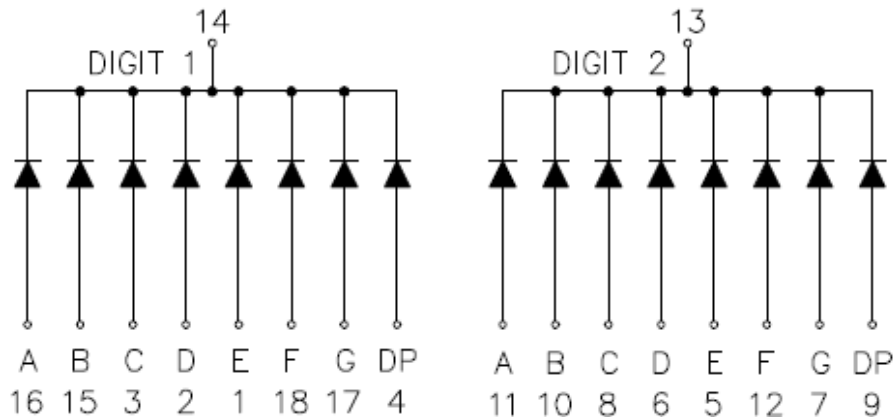 14 13
DIGIT 1 DIGIT 2
A B C D E F G DP A B C D E F G DP
16 15 3 2 1 18 17 4 11 10 8 6 5 12 7 9